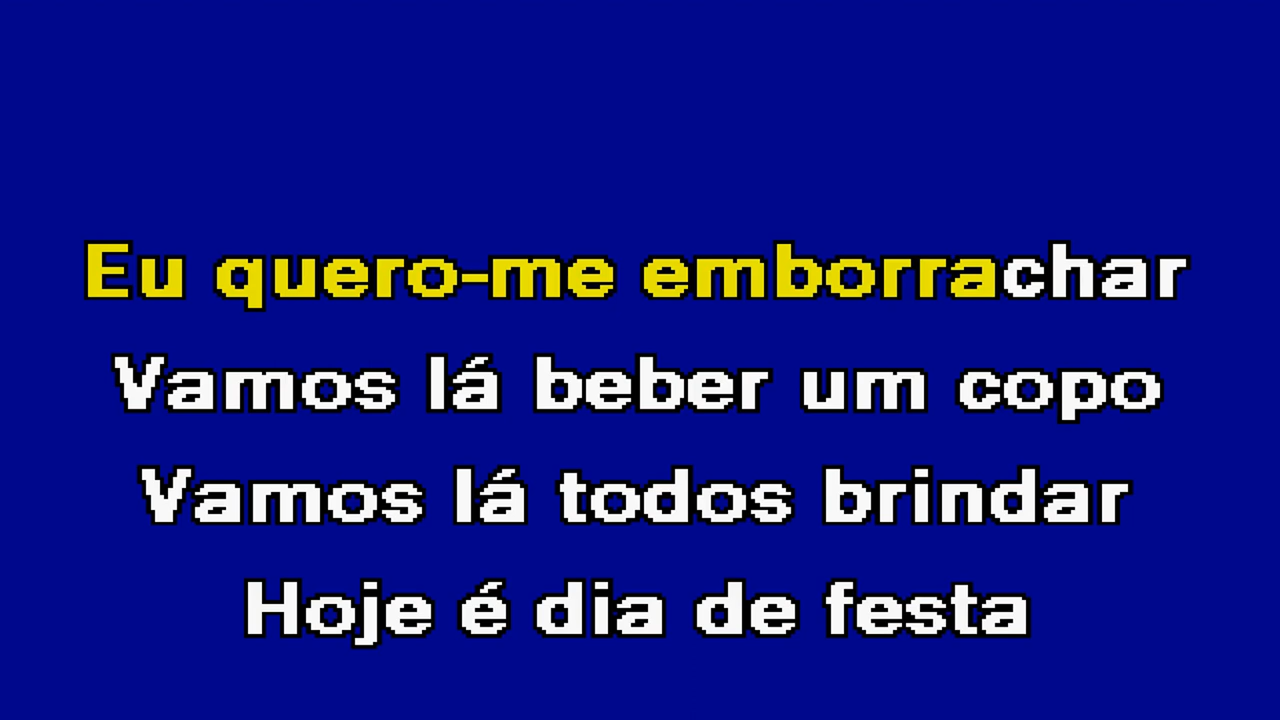 Eu quero-me emborrachar
Vamos lá beber um copo
Vamos lá todos brindar
Hoje é dia de festa